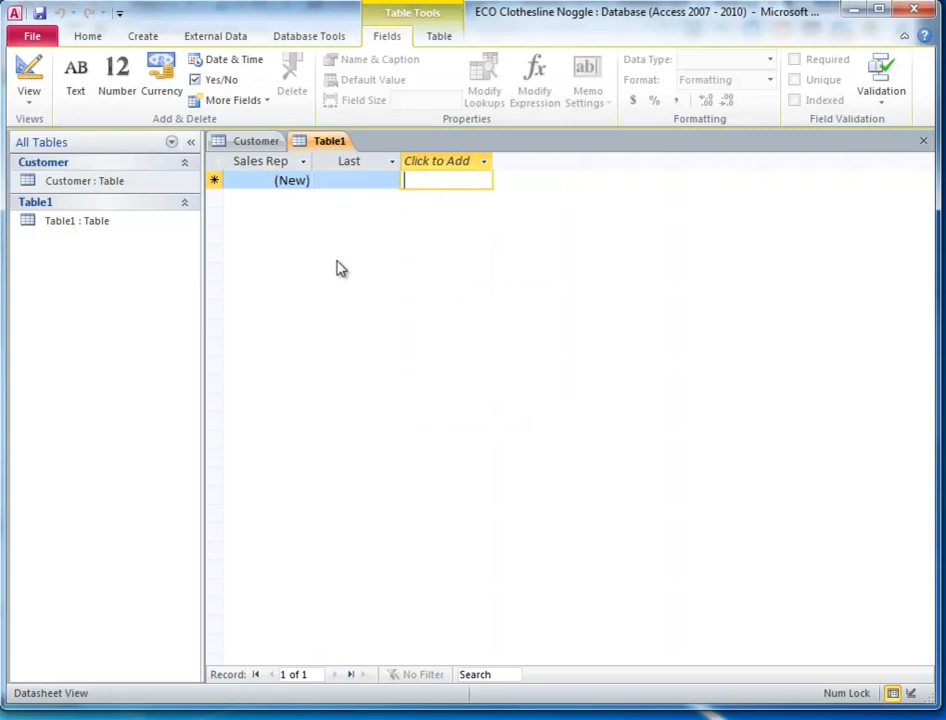 Table Tools
ECO Clothesline Noggle : Database (Access 2007 - 2010) - Microsoft ...
File
Home
Create
External Data
Database Tools
Fields
Table
View
AB
Text
12
Number
Currency
Date & Time
Yes/No
More Fields
Delete
Name & Caption
Default Value
Field Size
Modify
Lookups
fx
Modify
Expression
ab
Memo
Settings
Data Type:
Format: Formatting
$ % ,
Required
Unique
Indexed
Validation
Views
Add & Delete
Properties
Formatting
Field Validation
All Tables
Customer
Customer : Table
Table1
Table1 : Table
Customer
Table1
Sales Rep
Last
Click to Add
(New)
Record:
1 of 1
No Filter
Search
Datasheet View
Num Lock